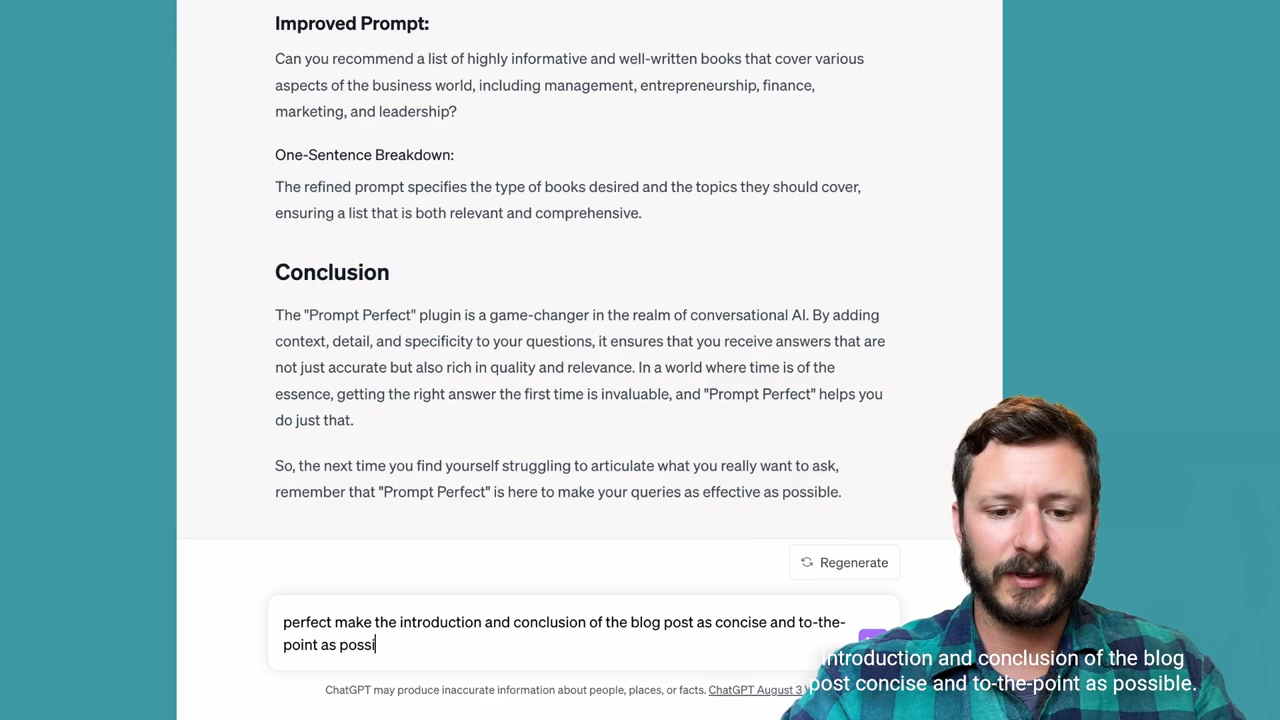 Improved Prompt:
Can you recommend a list of highly informative and well-written books that cover various
aspects of the business world, including management, entrepreneurship, finance,
marketing, and leadership?
One-Sentence Breakdown:
The refined prompt specifies the type of books desired and the topics they should cover,
ensuring a list that is both relevant and comprehensive.
Conclusion
The "Prompt Perfect" plugin is a game-changer in the realm of conversational AI. By adding
context, detail, and specificity to your questions, it ensures that you receive answers that are
not just accurate but also rich in quality and relevance. In a world where time is of the
essence, getting the right answer the first time is invaluable, and "Prompt Perfect" helps you
do just that.
So, the next time you find yourself struggling to articulate what you really want to ask,
remember that "Prompt Perfect" is here to make your queries as effective as possible.
Regenerate
perfect make the introduction and conclusion of the blog post as concise and to-the-
point as possi
ChatGPT may produce inaccurate information about people, places, or facts. ChatGPT August 3
introduction and conclusion of the blog
post concise and to-the-point as possible.